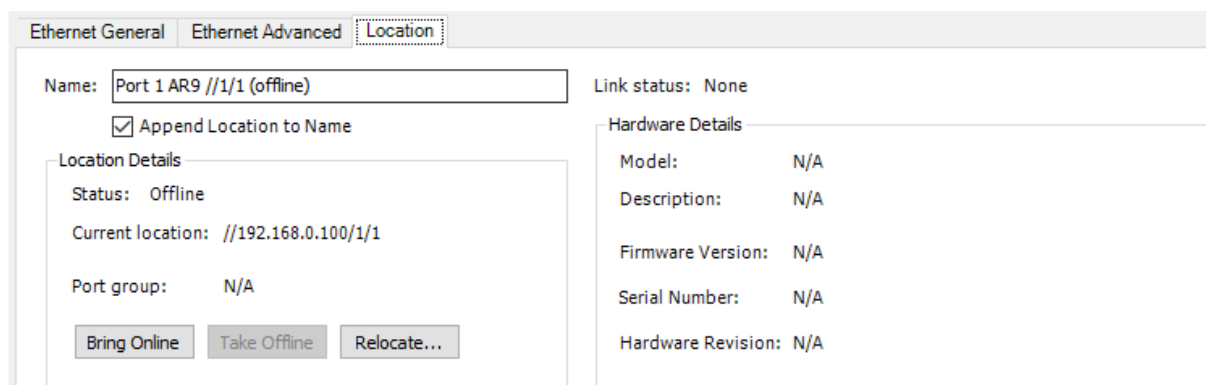 Ethernet General Ethernet Advanced Location
Name: Port 1 AR9 //1/1 (offline)
Append Location to Name
Location Details
Status: Offline
Current location: //192.168.0.100/1/1
Port group: N/A
Bring Online Take Offline Relocate...
Link status: None
Hardware Details
Model: N/A
Description: N/A
Firmware Version: N/A
Serial Number: N/A
Hardware Revision: N/A